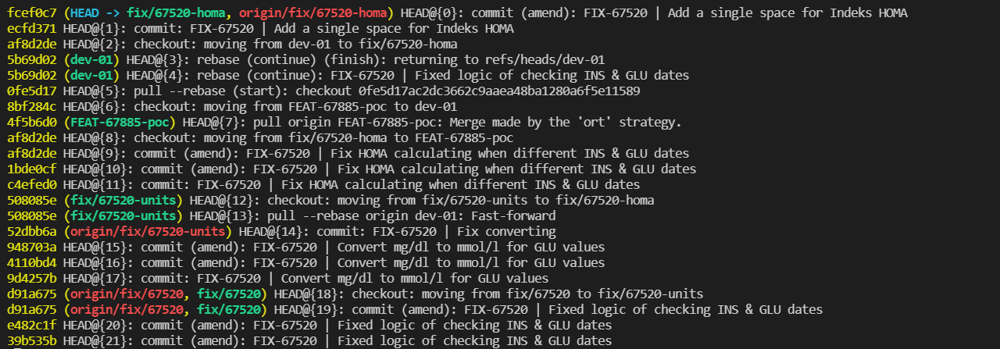 fcef0c7 (HEAD -> fix/67520-homa, origin/fix/67520-homa) HEAD@{0}: commit (amend): FIX-67520 | Add a single space for Indeks HOMA
ecfd371 HEAD@{1}: commit: FIX-67520 | Add a single space for Indeks HOMA
af8d2de HEAD@{2}: checkout: moving from dev-01 to fix/67520-homa
5b69d02 (dev-01) HEAD@{3}: rebase (continue) (finish): returning to refs/heads/dev-01
5b69d02 (dev-01) HEAD@{4}: rebase (continue): FIX-67520 | Fixed logic of checking INS & GLU dates
0fe5d17 HEAD@{5}: pull --rebase (start): checkout 0fe5d17ac2dc3662c9aaea48ba1280a6f5e11589
8bf284c HEAD@{6}: checkout: moving from FEAT-67885-poc to dev-01
4f5b6d0 (FEAT-67885-poc) HEAD@{7}: pull origin FEAT-67885-poc: Merge made by the 'ort' strategy.
af8d2de HEAD@{8}: checkout: moving from fix/67520-homa to FEAT-67885-poc
af8d2de HEAD@{9}: commit (amend): FIX-67520 | Fix HOMA calculating when different INS & GLU dates
1bde0cf HEAD@{10}: commit (amend): FIX-67520 | Fix HOMA calculating when different INS & GLU dates
c4efed0 HEAD@{11}: commit: FIX-67520 | Fix HOMA calculating when different INS & GLU dates
508085e (fix/67520-units) HEAD@{12}: checkout: moving from fix/67520-units to fix/67520-homa
508085e (fix/67520-units) HEAD@{13}: pull --rebase origin dev-01: Fast-forward
52dbb6a (origin/fix/67520-units) HEAD@{14}: commit: FIX-67520 | Fix converting
948703a HEAD@{15}: commit (amend): FIX-67520 | Convert mg/dl to mmol/l for GLU values
4110bd4 HEAD@{16}: commit (amend): FIX-67520 | Convert mg/dl to mmol/l for GLU values
9d4257b HEAD@{17}: commit: FIX-67520 | Convert mg/dl to mmol/l for GLU values
d91a675 (origin/fix/67520, fix/67520) HEAD@{18}: checkout: moving from fix/67520 to fix/67520-units
d91a675 (origin/fix/67520, fix/67520) HEAD@{19}: commit (amend): FIX-67520 | Fixed logic of checking INS & GLU dates
e482c1f HEAD@{20}: commit (amend): FIX-67520 | Fixed logic of checking INS & GLU dates
39b535b HEAD@{21}: commit (amend): FIX-67520 | Fixed logic of checking INS & GLU dates